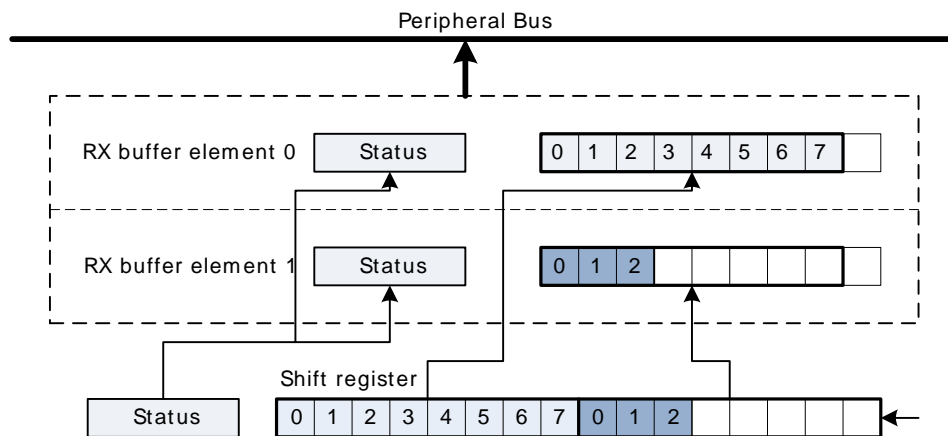 Peripheral Bus
RX buffer element 0 Status 0 1 2 3 4 5 6 7
RX buffer element 1 Status 0 1 2
Shift register
Status 0 1 2 3 4 5 6 7 0 1 2